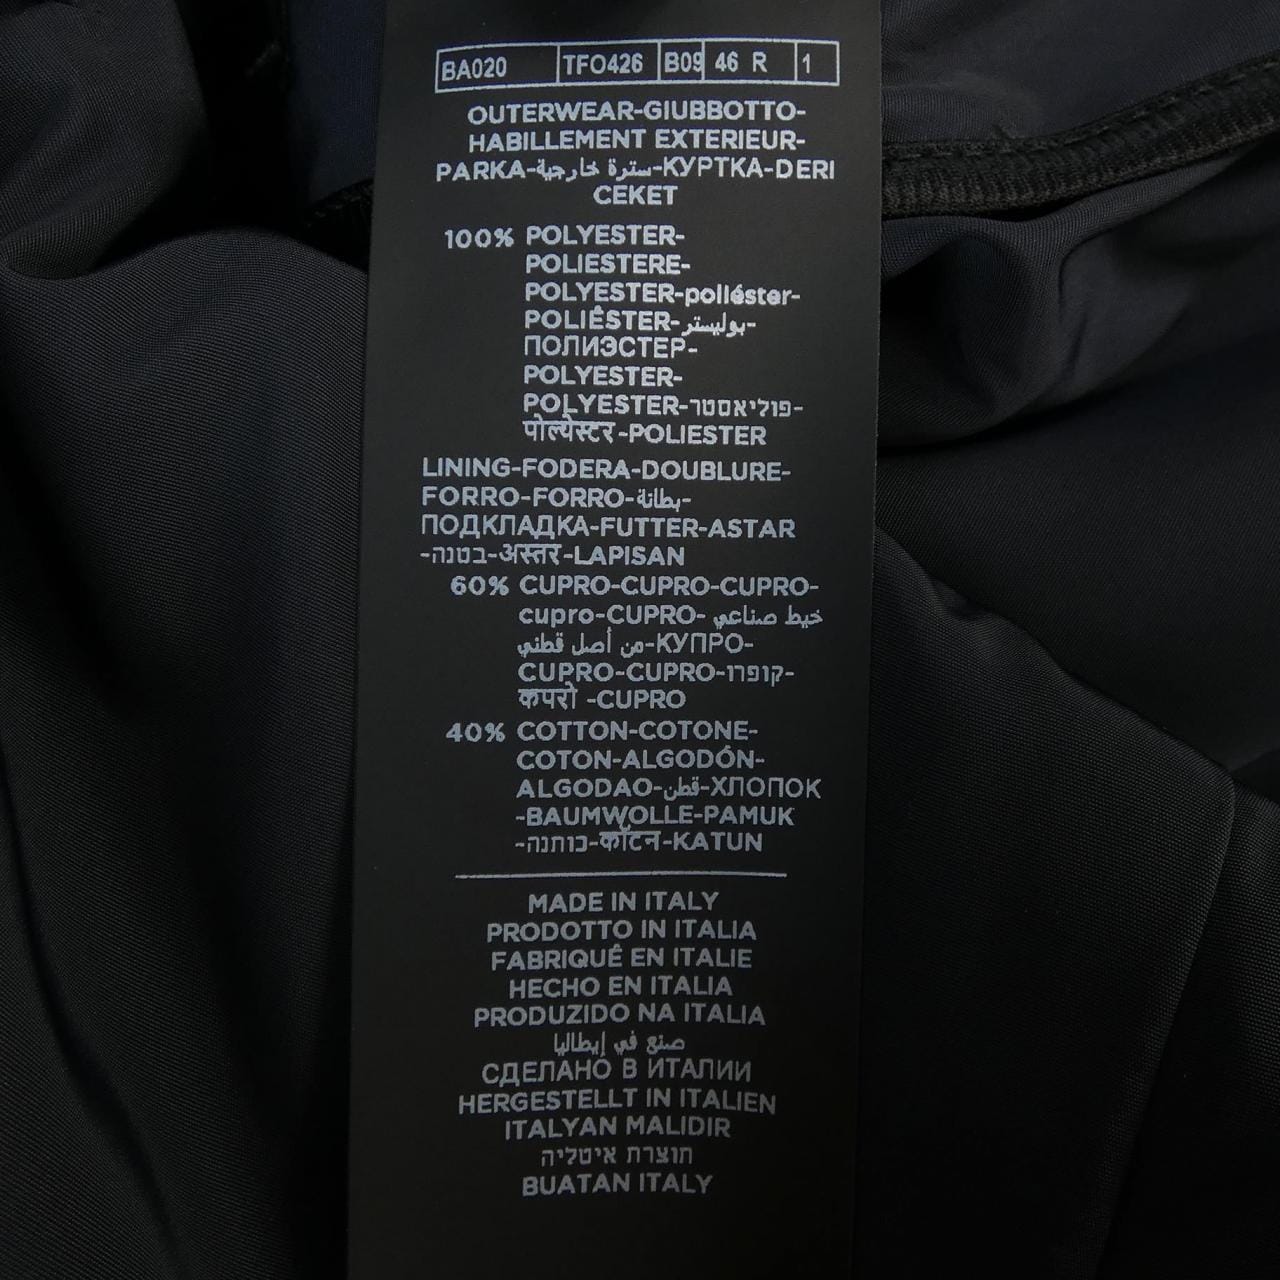 BA020 TFO426 B09 46 R 1
OUTERWEAR-GIUBBOTTO-
HABILLEMENT EXTERIEUR-
PARKA-سترة خارجية-КУРТКА-DERI
CEKET
100% POLYESTER-
POLIESTERE-
POLYESTER-poliéster-
POLIÊSTER-بوليستر-
ПОЛИЭСТЕР-
POLYESTER-
POLYESTER-פוליאסטר-
पोल्येस्टर-POLIESTER
LINING-FODERA-DOUBLURE-
FORRO-FORRO-بطانة-
ПОДКЛАДКА-FUTTER-ASTAR
-בטנה-अस्तर-LAPISAN
60% CUPRO-CUPRO-CUPRO-
cupro-CUPRO- خيط صناعي
من أصل قطني-КУПРО-
CUPRO-CUPRO-קופרו-
कपरो -CUPRO
40% COTTON-COTONE-
COTON-ALGODÓN-
ALGODAO-قطن-ХЛОПОК
-BAUMWOLLE-PAMUK
-כותנה-कॉटन-KATUN
MADE IN ITALY
PRODOTTO IN ITALIA
FABRIQUÊ EN ITALIE
HECHO EN ITALIA
PRODUZIDO NA ITALIA
صنع في إيطاليا
СДЕЛАНО В ИТАЛИИ
HERGESTELLT IN ITALIEN
ITALYAN MALIDIR
תוצרת איטליה
BUATAN ITALY